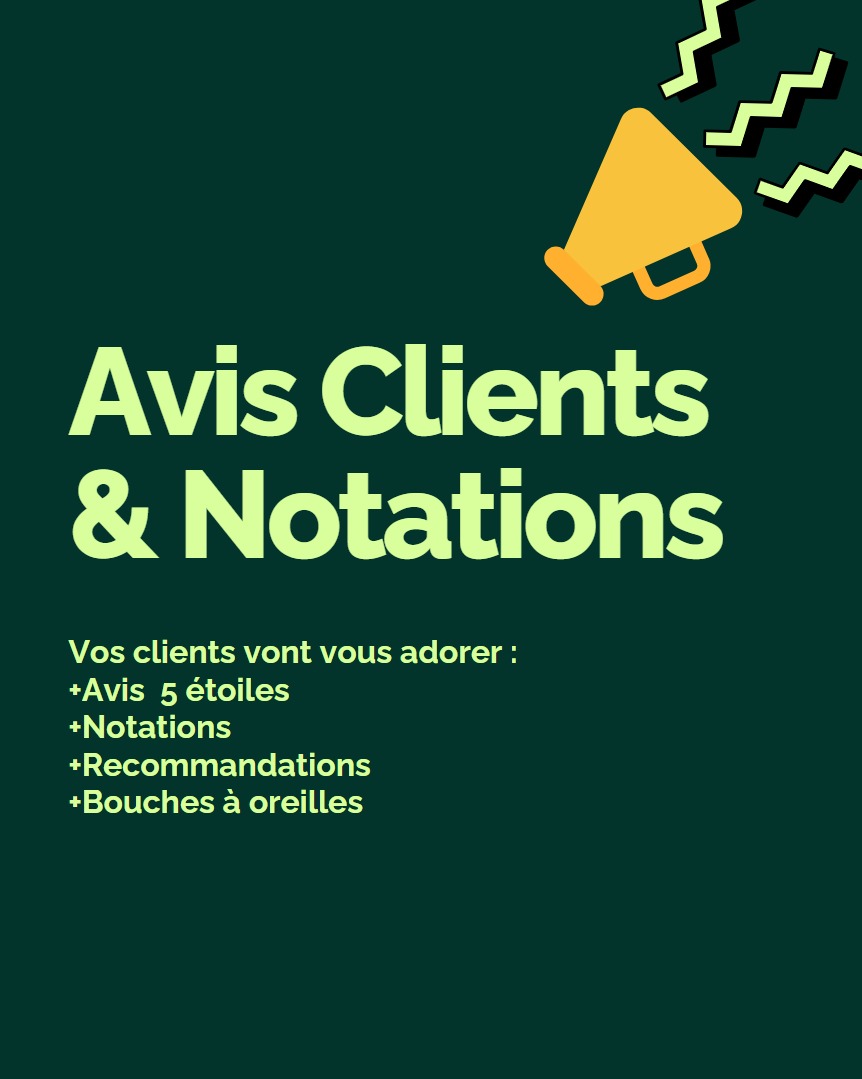 Avis Clients
& Notations
Vos clients vont vous adorer :
+Avis  5 étoiles
+Notations
+Recommandations
+Bouches à oreilles